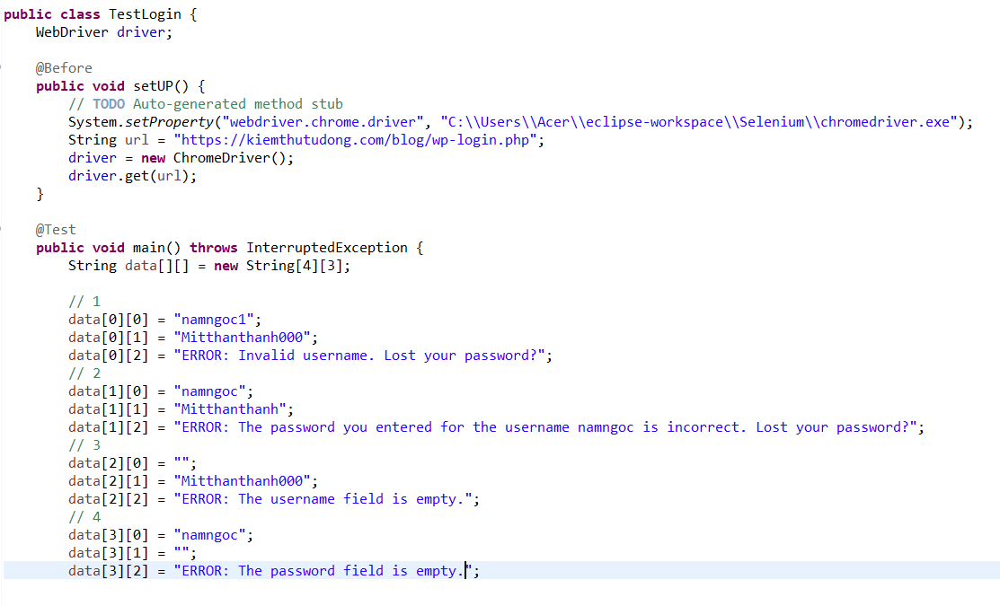 public class TestLogin {
WebDriver driver;
@Before
public void setUP() {
// TODO Auto-generated method stub
System.setProperty("webdriver.chrome.driver", "C:\\Users\\Acer\\eclipse-workspace\\Selenium\\chromedriver.exe");
String url = "https://kiemthutudong.com/blog/wp-login.php";
driver = new ChromeDriver();
driver.get(url);
}
@Test
public void main() throws InterruptedException {
String data[][] = new String[4][3];
// 1
data[0][0] = "namngoc1";
data[0][1] = "Mitthanthanh000";
data[0][2] = "ERROR: Invalid username. Lost your password?";
// 2
data[1][0] = "namngoc";
data[1][1] = "Mitthanthanh";
data[1][2] = "ERROR: The password you entered for the username namngoc is incorrect. Lost your password?";
// 3
data[2][0] = "";
data[2][1] = "Mitthanthanh000";
data[2][2] = "ERROR: The username field is empty.";
// 4
data[3][0] = "namngoc";
data[3][1] = "";
data[3][2] = "ERROR: The password field is empty.";